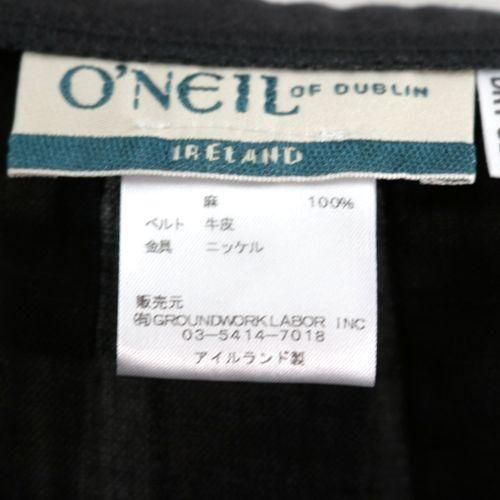 O'NEIL OF DUBLIN
IRELAND
麻 100%
ベルト 牛皮
金具 ニッケル
販売元
㈲GROUNDWORK LABOR INC
03-5414-7018
アイルランド製